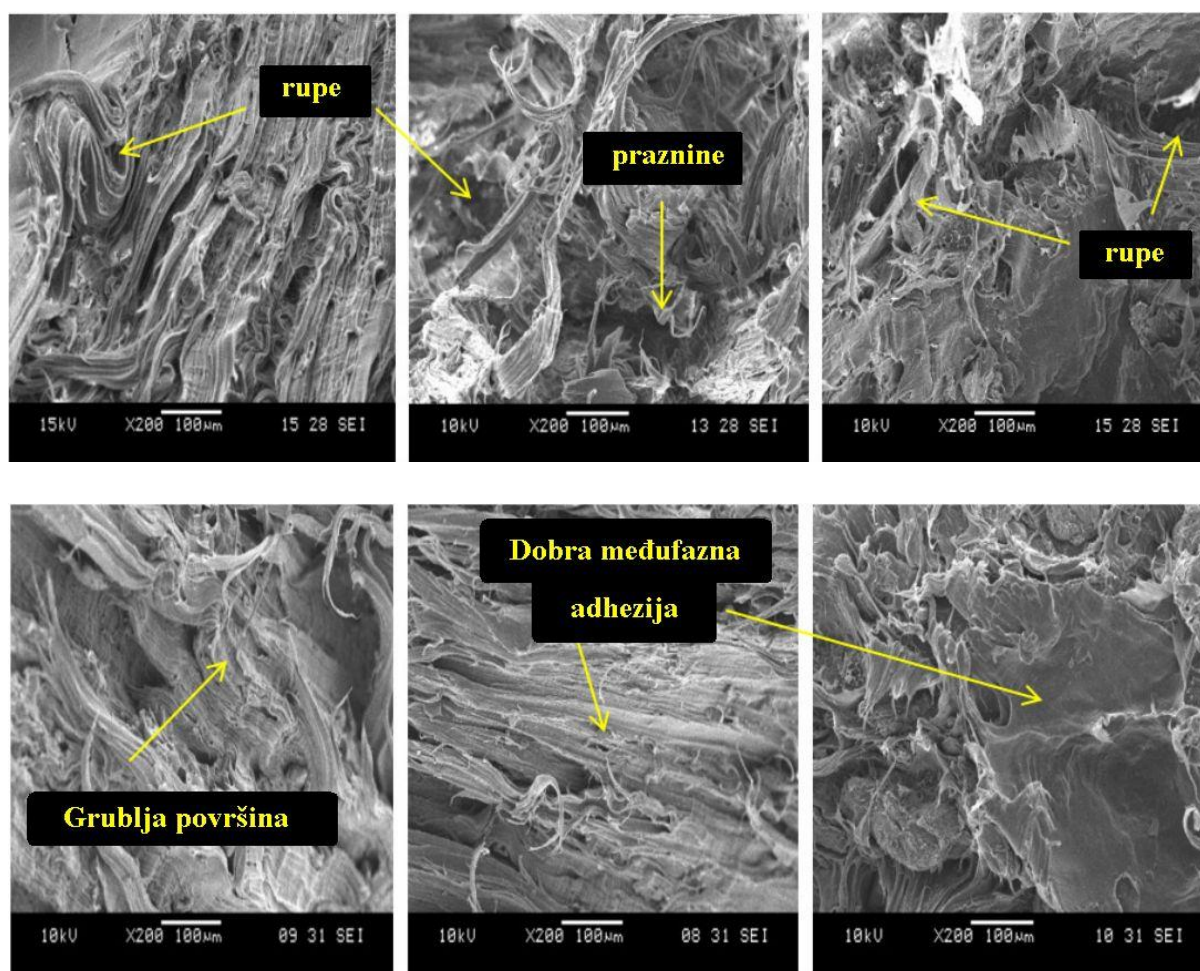 rupe
praznine
rupe
15kV X200 100µm 15 28 SEI
10kV X200 100µm 13 28 SEI
10kV X200 100µm 15 28 SEI
Dobra međufazna
adhezija
Grublja površina
10kV X200 100µm 09 31 SEI
10kV X200 100µm 08 31 SEI
10kV X200 100µm 10 31 SEI